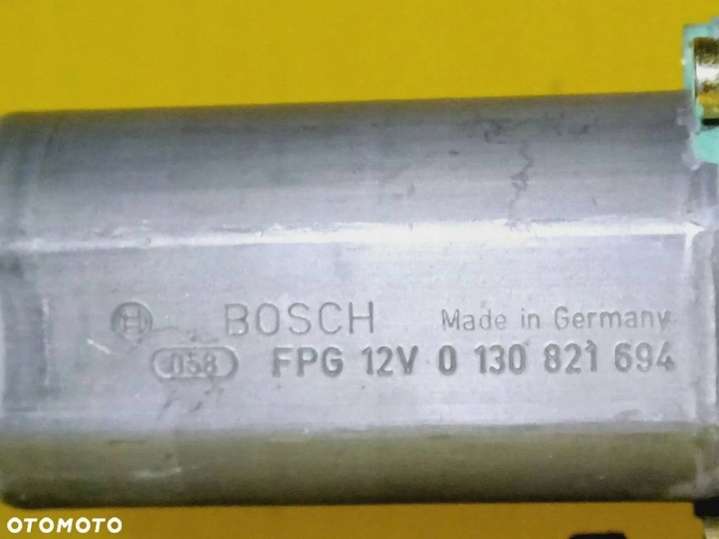 BOSCH Made in Germany
058 FPG 12V 0 130 821 694
OTOMOTO